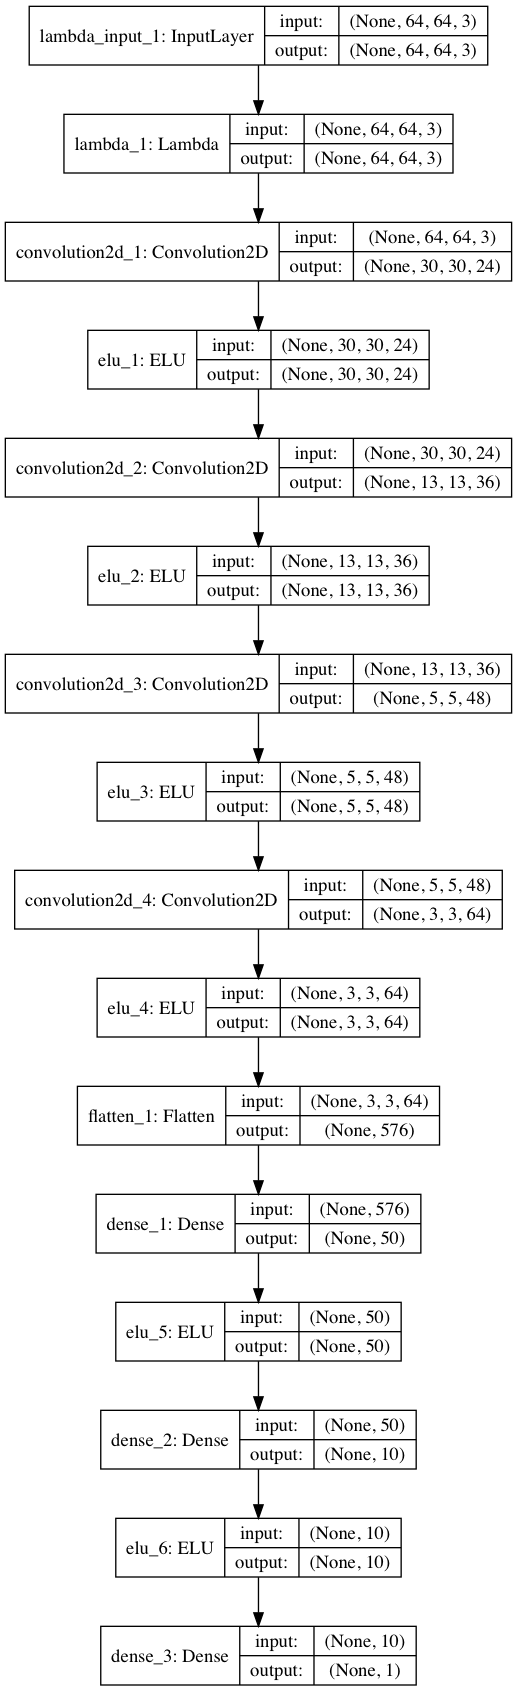 lambda_input_1: InputLayer
input: (None, 64, 64, 3)
output: (None, 64, 64, 3)
lambda_1: Lambda
input: (None, 64, 64, 3)
output: (None, 64, 64, 3)
convolution2d_1: Convolution2D
input: (None, 64, 64, 3)
output: (None, 30, 30, 24)
elu_1: ELU
input: (None, 30, 30, 24)
output: (None, 30, 30, 24)
convolution2d_2: Convolution2D
input: (None, 30, 30, 24)
output: (None, 13, 13, 36)
elu_2: ELU
input: (None, 13, 13, 36)
output: (None, 13, 13, 36)
convolution2d_3: Convolution2D
input: (None, 13, 13, 36)
output: (None, 5, 5, 48)
elu_3: ELU
input: (None, 5, 5, 48)
output: (None, 5, 5, 48)
convolution2d_4: Convolution2D
input: (None, 5, 5, 48)
output: (None, 3, 3, 64)
elu_4: ELU
input: (None, 3, 3, 64)
output: (None, 3, 3, 64)
flatten_1: Flatten
input: (None, 3, 3, 64)
output: (None, 576)
dense_1: Dense
input: (None, 576)
output: (None, 50)
elu_5: ELU
input: (None, 50)
output: (None, 50)
dense_2: Dense
input: (None, 50)
output: (None, 10)
elu_6: ELU
input: (None, 10)
output: (None, 10)
dense_3: Dense
input: (None, 10)
output: (None, 1)